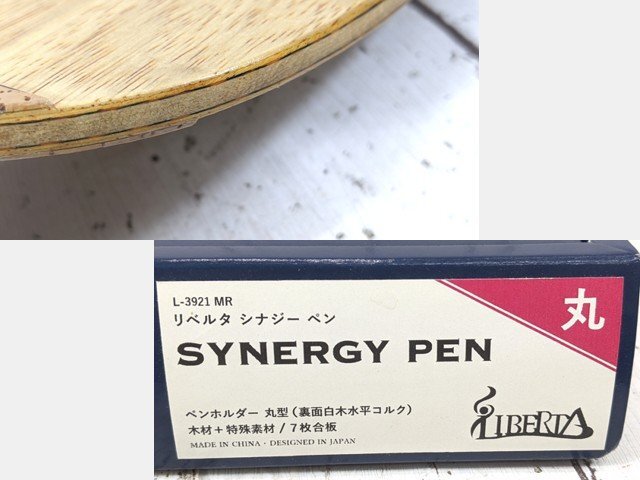 L-3921 MR
リベルタ シナジー ペン
丸
SYNERGY PEN
ペンホルダー 丸型（裏面白木水平コルク）
木材＋特殊素材 / 7枚合板
MADE IN CHINA・DESIGNED IN JAPAN
LIBERTA